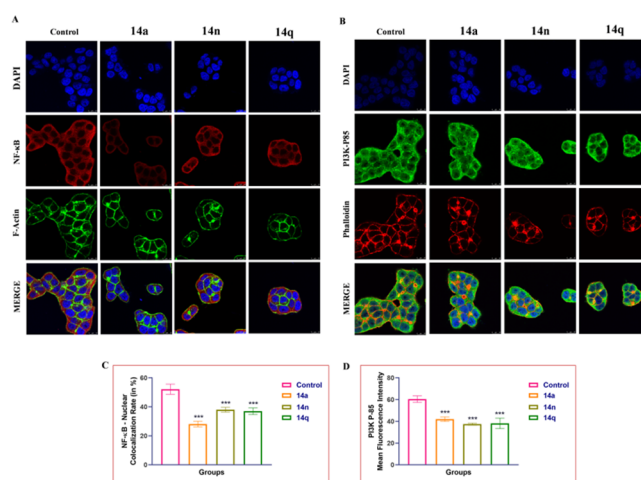 A
Control
14a
14n
14q
DAPI
NF-κB
F-Actin
MERGE
B
Control
14a
14n
14q
DAPI
PI3K-P85
Phalloidin
MERGE
C
NF-κB - Nuclear
Colocalization Rate (in %)
60
40
20
0
***
***
***
Groups
Control
14a
14n
14q
D
PI3K P-85
Mean Fluorescence Intensity
80
60
40
20
0
***
***
***
Groups
Control
14a
14n
14q